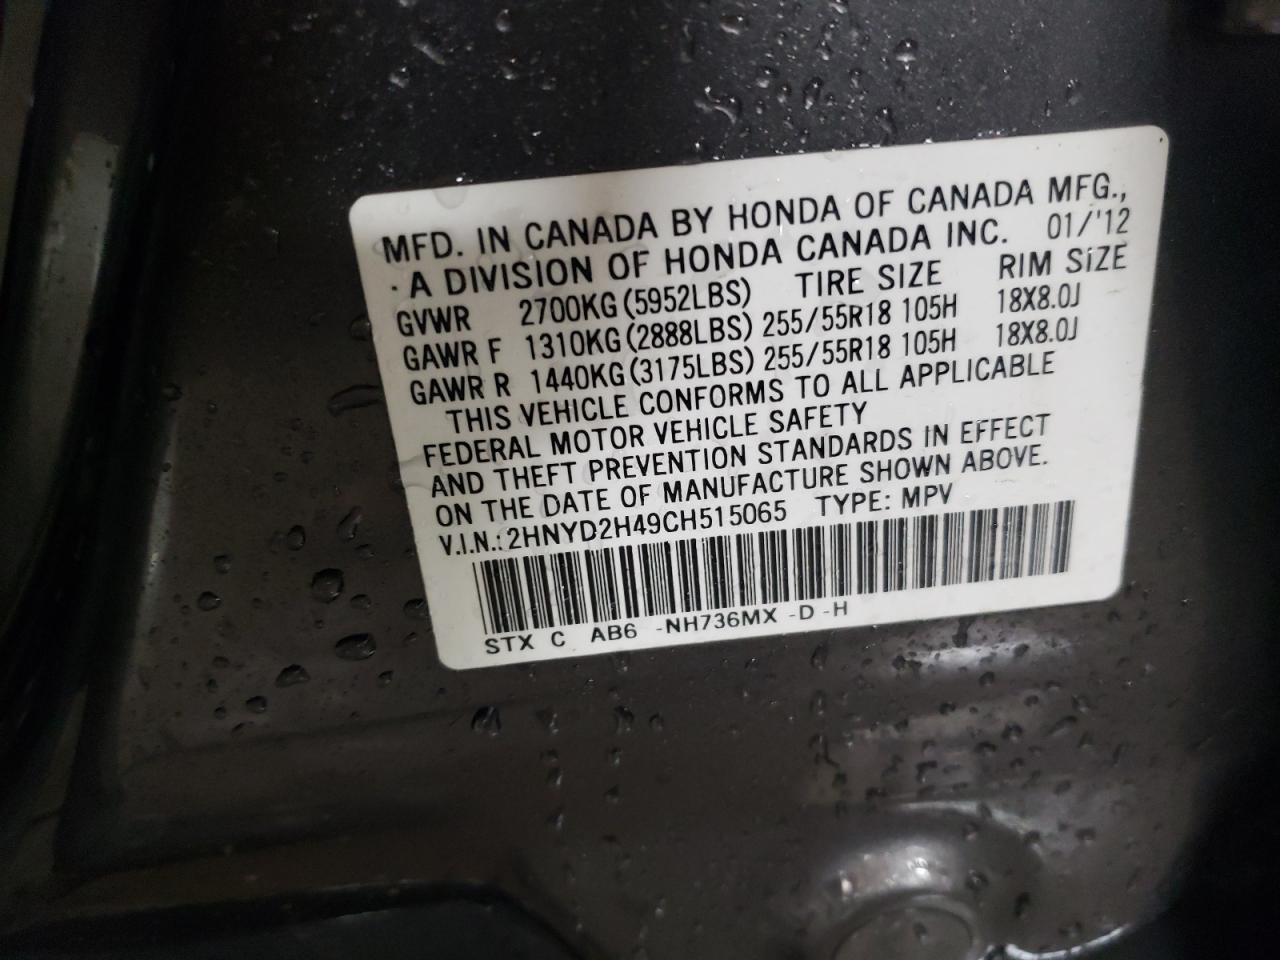 MFD. IN CANADA BY HONDA OF CANADA MFG.,
· A DIVISION OF HONDA CANADA INC. 01/'12
GVWR 2700KG(5952LBS) TIRE SIZE RIM SIZE
GAWR F 1310KG(2888LBS) 255/55R18 105H 18X8.0J
GAWR R 1440KG(3175LBS) 255/55R18 105H 18X8.0J
THIS VEHICLE CONFORMS TO ALL APPLICABLE
FEDERAL MOTOR VEHICLE SAFETY
AND THEFT PREVENTION STANDARDS IN EFFECT
ON THE DATE OF MANUFACTURE SHOWN ABOVE.
V.I.N.: 2HNYD2H49CH515065 TYPE: MPV
STX C AB6 -NH736MX -D -H